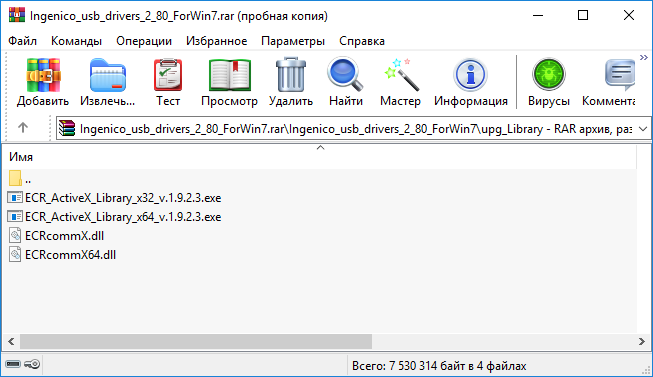 Ingenico_usb_drivers_2_80_ForWin7.rar (пробная копия)
Файл Команды Операции Избранное Параметры Справка
Добавить Извлечь... Тест Просмотр Удалить Найти Мастер Информация Вирусы Коммента
Ingenico_usb_drivers_2_80_ForWin7.rar\Ingenico_usb_drivers_2_80_ForWin7\upg_Library - RAR архив, раз
Имя
..
ECR_ActiveX_Library_x32_v.1.9.2.3.exe
ECR_ActiveX_Library_x64_v.1.9.2.3.exe
ECRcommX.dll
ECRcommX64.dll
Всего: 7 530 314 байт в 4 файлах